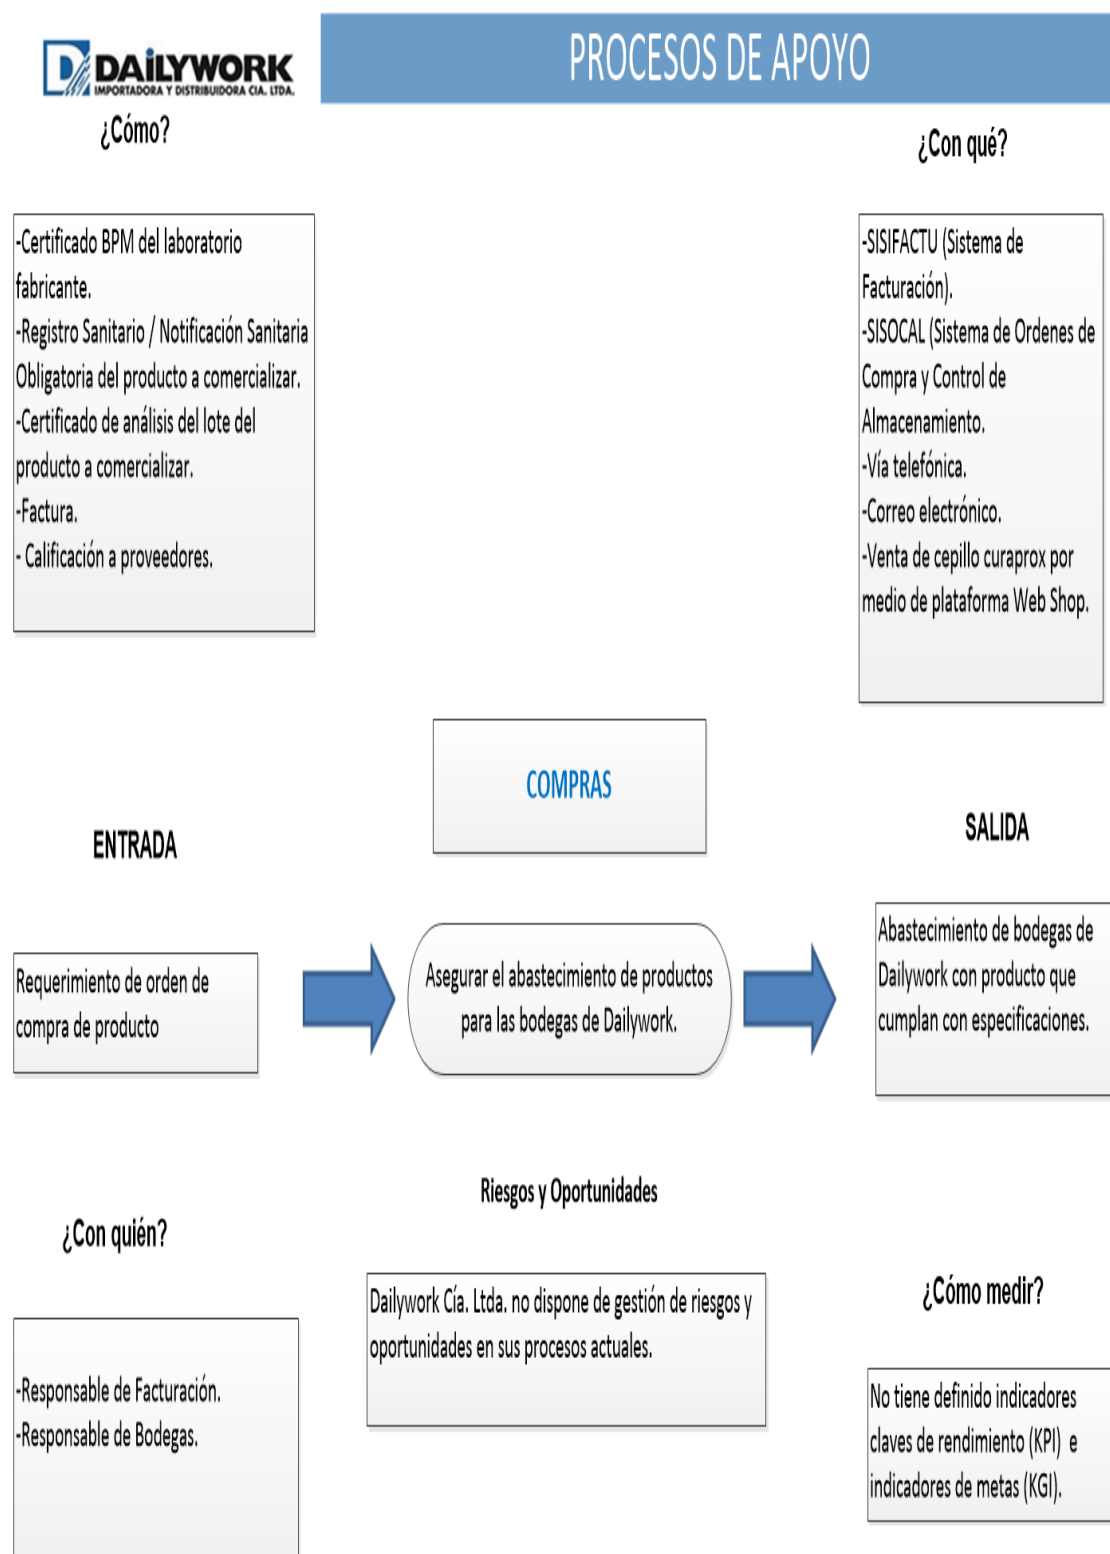 DAiLYWORK
IMPORTADORA Y DISTRIBUIDORA CIA. LTDA.
PROCESOS DE APOYO
¿Cómo?
¿Con qué?
-Certificado BPM del laboratorio
fabricante.
-Registro Sanitario / Notificación Sanitaria
Obligatoria del producto a comercializar.
-Certificado de análisis del lote del
producto a comercializar.
-Factura.
- Calificación a proveedores.
-SISIFACTU (Sistema de
Facturación).
-SISOCAL (Sistema de Ordenes de
Compra y Control de
Almacenamiento.
-Vía telefónica.
-Correo electrónico.
-Venta de cepillo curaprox por
medio de plataforma Web Shop.
COMPRAS
ENTRADA
SALIDA
Requerimiento de orden de
compra de producto
Asegurar el abastecimiento de productos
para las bodegas de Dailywork.
Abastecimiento de bodegas de
Dailywork con producto que
cumplan con especificaciones.
¿Con quién?
Riesgos y Oportunidades
¿Cómo medir?
-Responsable de Facturación.
-Responsable de Bodegas.
Dailywork Cía. Ltda. no dispone de gestión de riesgos y
oportunidades en sus procesos actuales.
No tiene definido indicadores
claves de rendimiento (KPI)  e
indicadores de metas (KGI).